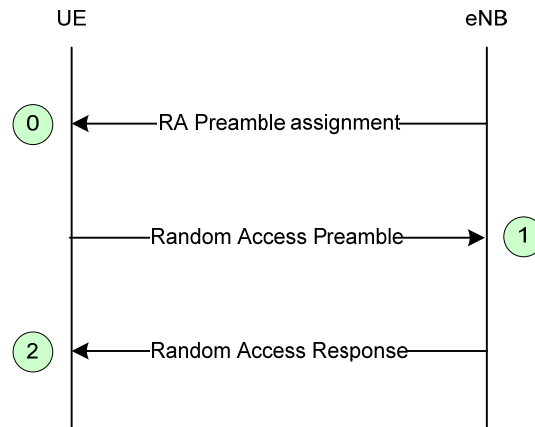 UE
eNB
0
RA Preamble assignment
Random Access Preamble
1
2
Random Access Response